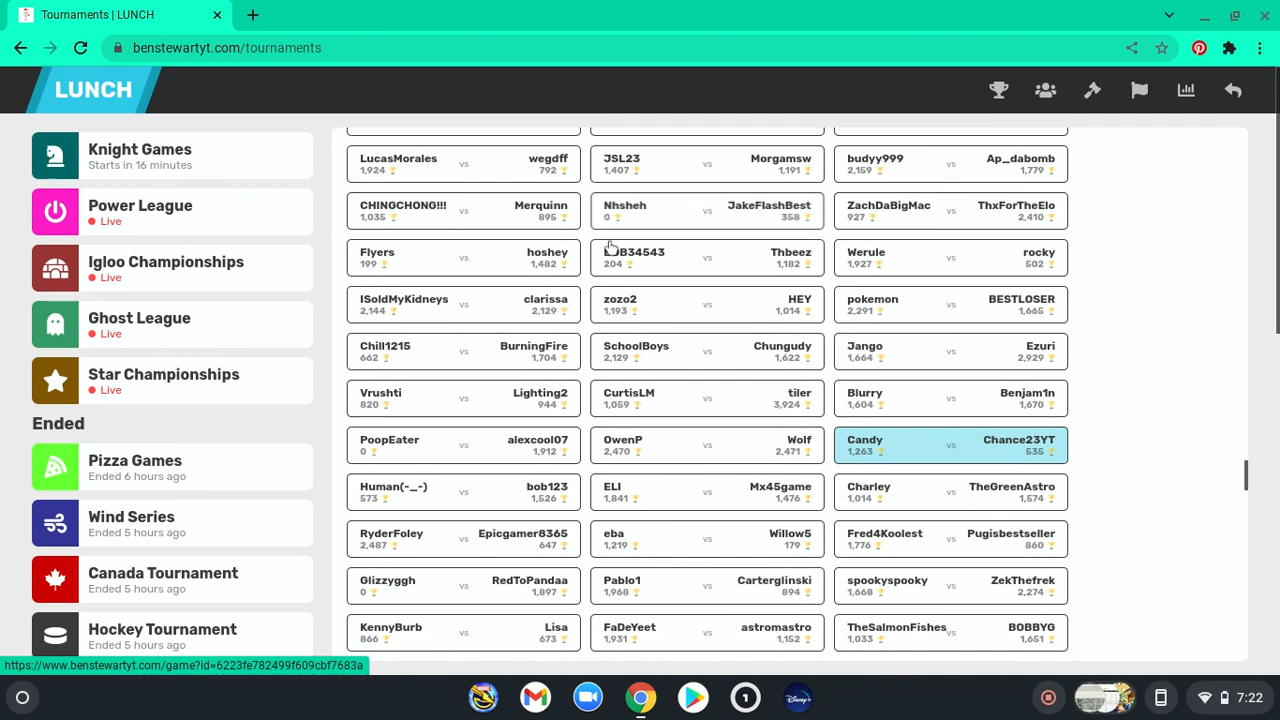 Tournaments | LUNCH
benstewartyt.com/tournaments
LUNCH
Knight Games
Starts in 16 minutes
Power League
Live
Igloo Championships
Live
Ghost League
Live
Star Championships
Live
Ended
Pizza Games
Ended 6 hours ago
Wind Series
Ended 5 hours ago
Canada Tournament
Ended 5 hours ago
Hockey Tournament
Ended 5 hours ago
LucasMorales vs wegdff
1,924 792
JSL23 vs Morgamsw
1,407 1,191
budyy999 vs Ap_dabomb
2,159 1,779
CHINGCHONG!!! vs Merquinn
1,035 895
Nhsheh vs JakeFlashBest
0 358
ZachDaBigMac vs ThxForTheElo
927 2,410
Flyers vs hoshey
199 1,482
vs Thbeez
204 1,182
Werule vs rocky
1,927 502
ISoldMyKidneys vs clarissa
2,144 2,129
zozo2 vs HEY
1,193 1,014
pokemon vs BESTLOSER
2,291 1,665
Chill1215 vs BurningFire
662 1,704
SchoolBoys vs Chungudy
2,129 1,622
Jango vs Ezuri
1,664 2,929
Vrushti vs Lighting2
820 944
CurtisLM vs tiler
1,059 3,924
Blurry vs Benjam1n
1,604 1,670
PoopEater vs alexcool07
0 1,912
OwenP vs Wolf
2,470 2,471
Candy vs Chance23YT
1,263 535
Human(-_-) vs bob123
573 1,526
ELI vs Mx45game
1,841 1,476
Charley vs TheGreenAstro
1,014 1,574
RyderFoley vs Epicgamer8365
2,487 647
eba vs Willow5
1,219 179
Fred4Koolest vs Pugisbestseller
1,776 860
Glizzyggh vs RedToPandaa
0 1,897
Pablo1 vs Carterglinski
1,968 894
spookyspooky vs ZekThefrek
1,668 2,274
KennyBurb vs Lisa
866 673
FaDeYeet vs astromastro
1,931 1,152
TheSalmonFishes vs BOBBYG
1,033 1,651
https://www.benstewartyt.com/game?id=6223fe782499f609cbf7683a
1
Disney+
7:22